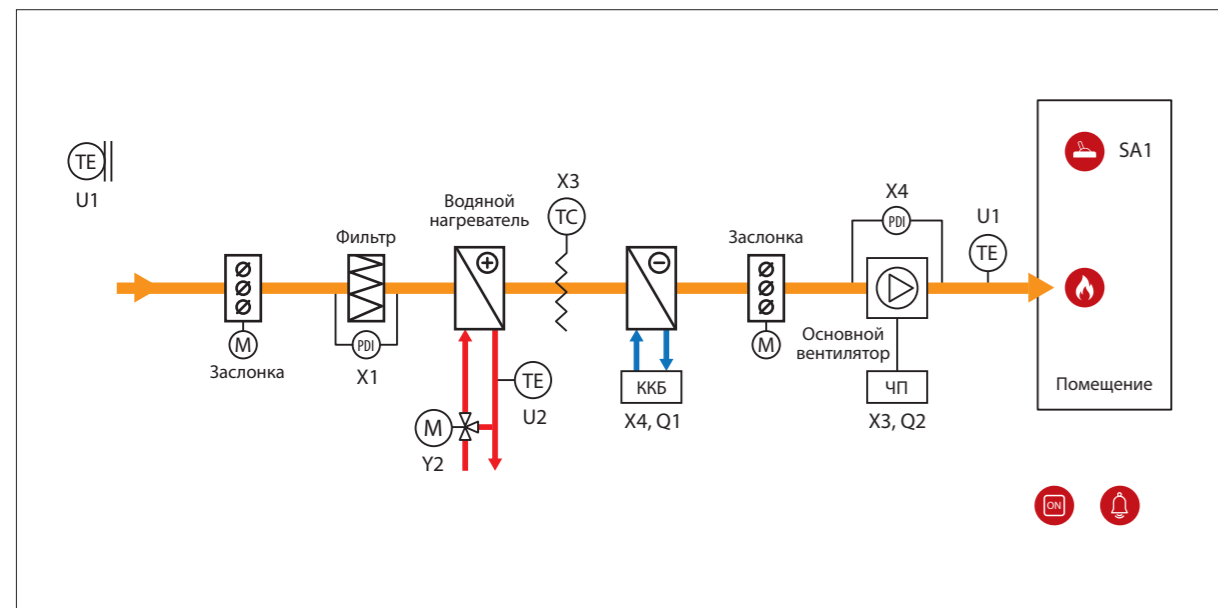 TE
U1
Заслонка
M
Фильтр
PDI
X1
Водяной
нагреватель
M
Y2
TE
U2
X3
TC
ККБ
X4, Q1
Заслонка
M
X4
PDI
Основной
вентилятор
ЧП
X3, Q2
U1
TE
SA1
Помещение
ON